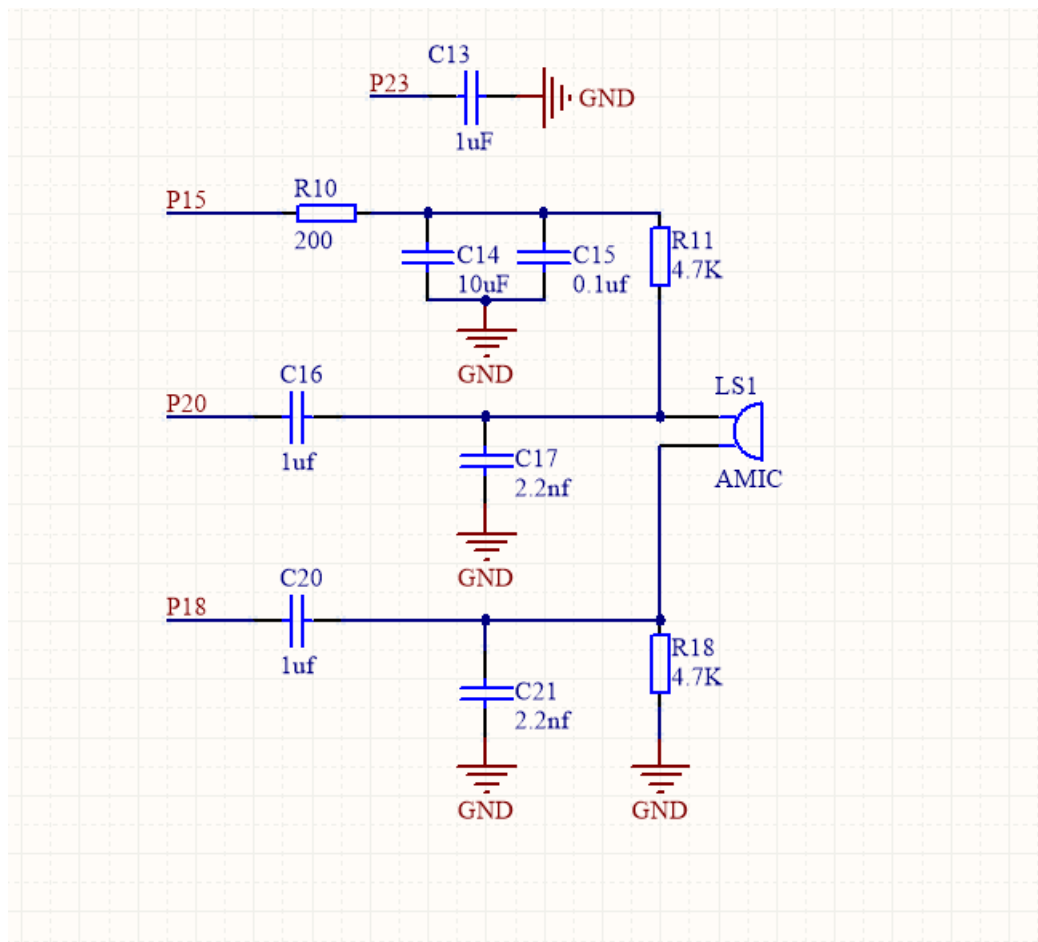 C13
P23
GND
1uF
P15
R10
200
C14
10uF
C15
0.1uf
R11
4.7K
GND
P20
C16
1uf
C17
2.2nf
LS1
AMIC
GND
P18
C20
1uf
C21
2.2nf
R18
4.7K
GND
GND